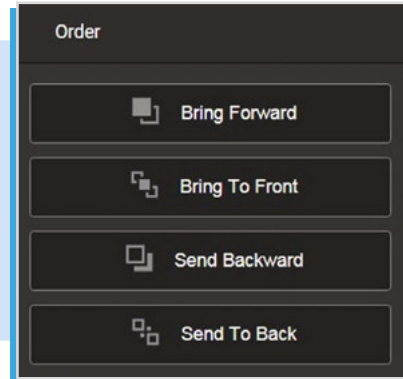 Order
Bring Forward
Bring To Front
Send Backward
Send To Back